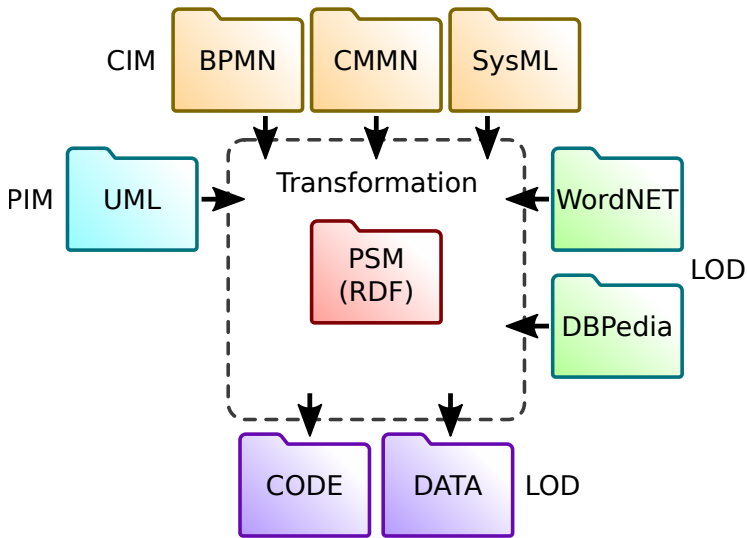 CIM
BPMN
CMMN
SysML
PIM
UML
Transformation
WordNET
PSM
(RDF)
LOD
DBPedia
CODE
DATA
LOD